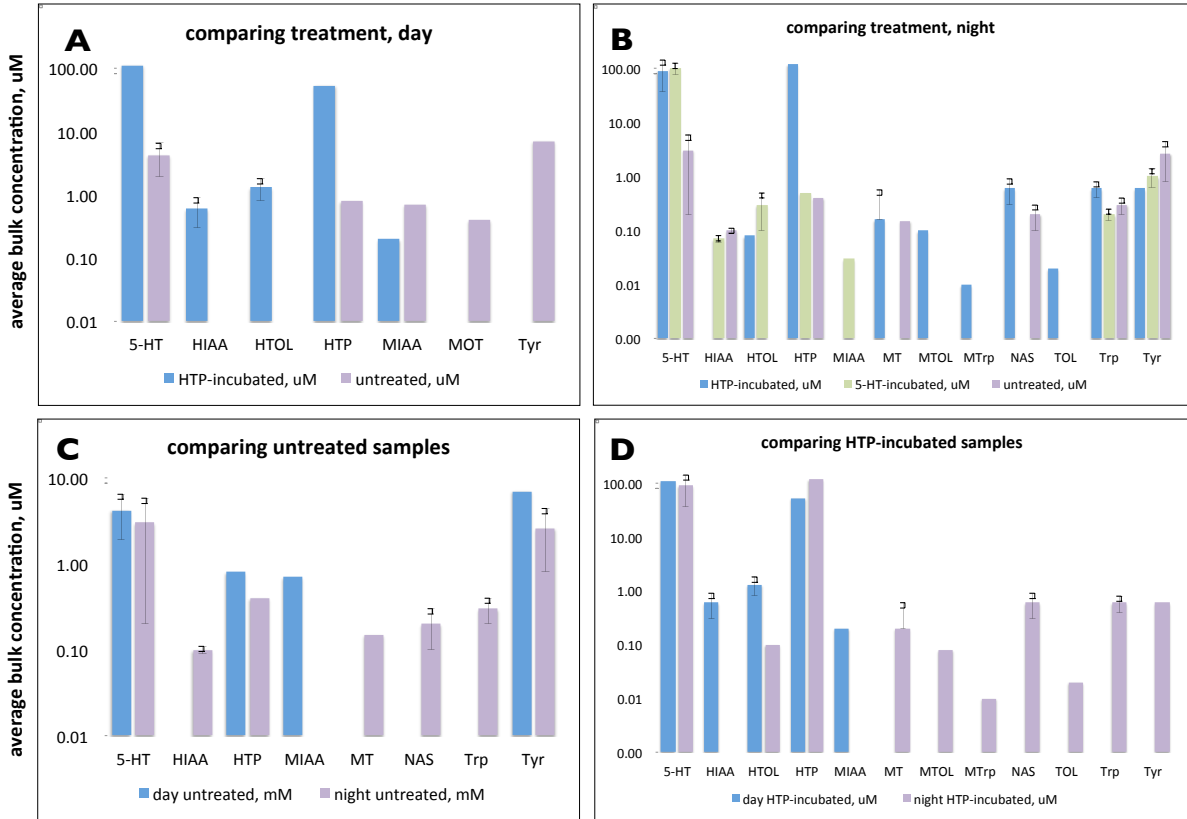 A
comparing treatment, day
average bulk concentration, uM
100.00
10.00
1.00
0.10
0.01
5-HT HIAA HTOL HTP MIAA MOT Tyr
HTP-incubated, uM untreated, uM
B
comparing treatment, night
100.00
10.00
1.00
0.10
0.01
0.00
5-HT HIAA HTOL HTP MIAA MT MTOL MTrp NAS TOL Trp Tyr
HTP-incubated, uM 5-HT-incubated, uM untreated, uM
C
comparing untreated samples
average bulk concentration, uM
10.00
1.00
0.10
0.01
5-HT HIAA HTP MIAA MT NAS Trp Tyr
day untreated, mM night untreated, mM
D
comparing HTP-incubated samples
100.00
10.00
1.00
0.10
0.01
0.00
5-HT HIAA HTOL HTP MIAA MT MTOL MTrp NAS TOL Trp Tyr
day HTP-incubated, uM night HTP-incubated, uM